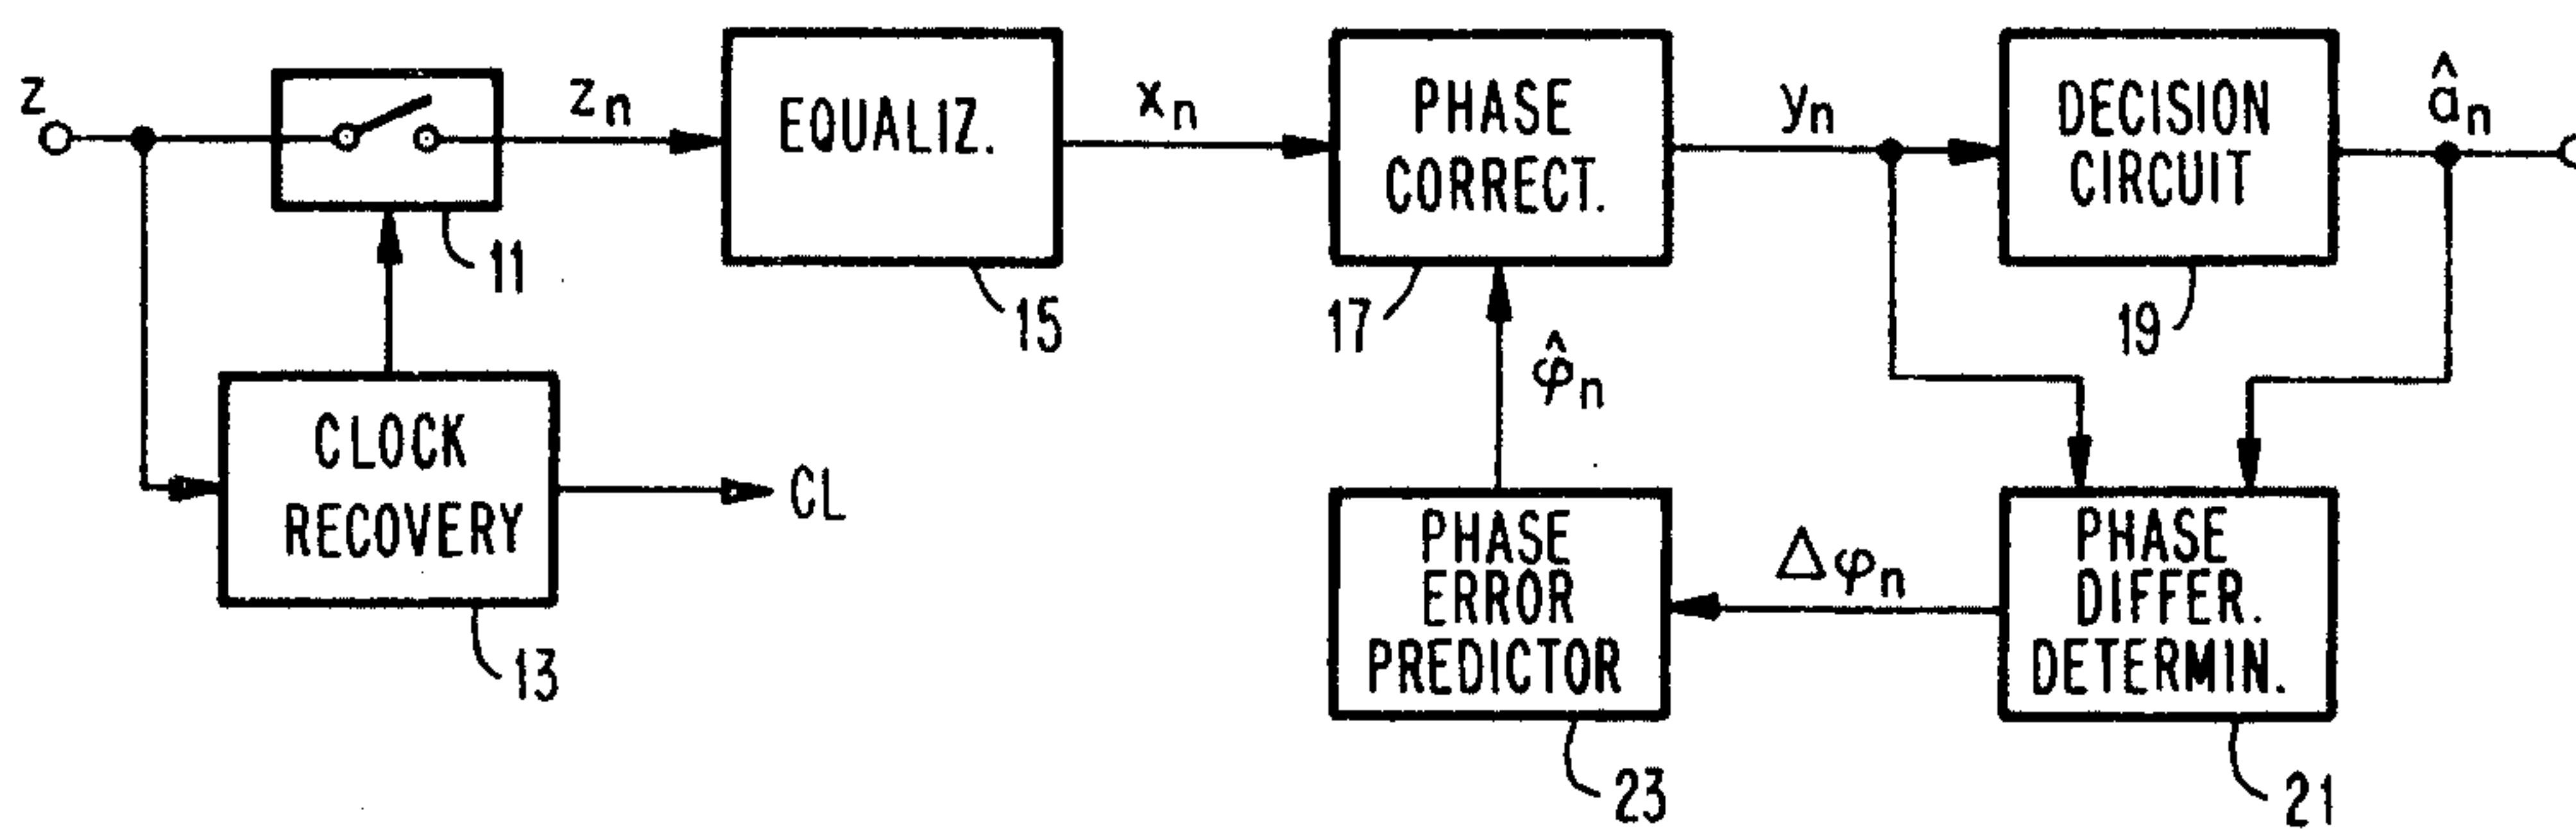 z
11
z_n
EQUALIZ.
15
x_n
PHASE
CORRECT.
17
y_n
DECISION
CIRCUIT
19
â_n
CLOCK
RECOVERY
13
CL
φ̂_n
PHASE
ERROR
PREDICTOR
23
Δφ_n
PHASE
DIFFER.
DETERMIN.
21